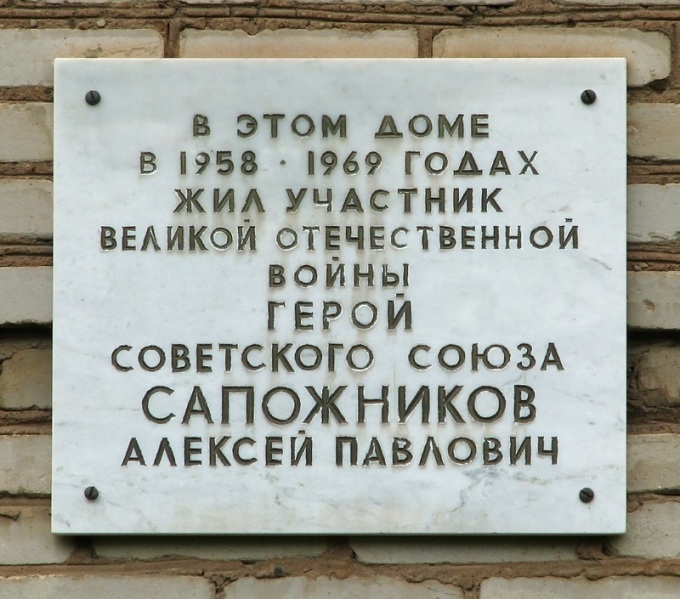 В ЭТОМ ДОМЕ
В 1958 · 1969 ГОДАХ
ЖИЛ УЧАСТНИК
ВЕЛИКОЙ ОТЕЧЕСТВЕННОЙ
ВОЙНЫ
ГЕРОЙ
СОВЕТСКОГО СОЮЗА
САПОЖНИКОВ
АЛЕКСЕЙ ПАВЛОВИЧ